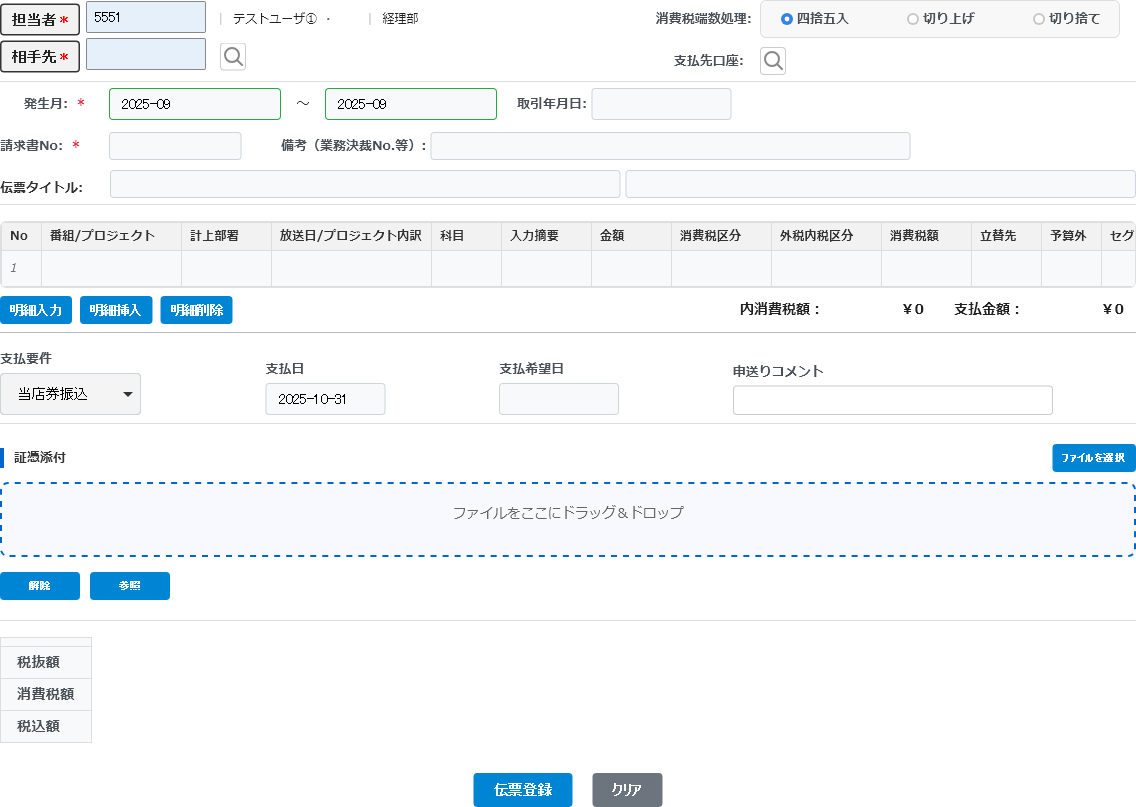 担当者* 5551 | テストユーザ① ・ | 経理部 消費税端数処理: 四捨五入 切り上げ 切り捨て
相手先* 支払先口座:
発生月: * 2025-09 ～ 2025-09 取引年月日:
請求書No: * 備考（業務決裁No.等）:
伝票タイトル:
No 番組/プロジェクト 計上部署 放送日/プロジェクト内訳 科目 入力摘要 金額 消費税区分 外税内税区分 消費税額 立替先 予算外 セグ
1
明細入力 明細挿入 明細削除 内消費税額： ￥0 支払金額： ￥0
支払要件 支払日 支払希望日 申送りコメント
当店券振込 2025-10-31
証憑添付 ファイルを選択
ファイルをここにドラッグ＆ドロップ
解除 参照
税抜額
消費税額
税込額
伝票登録 クリア